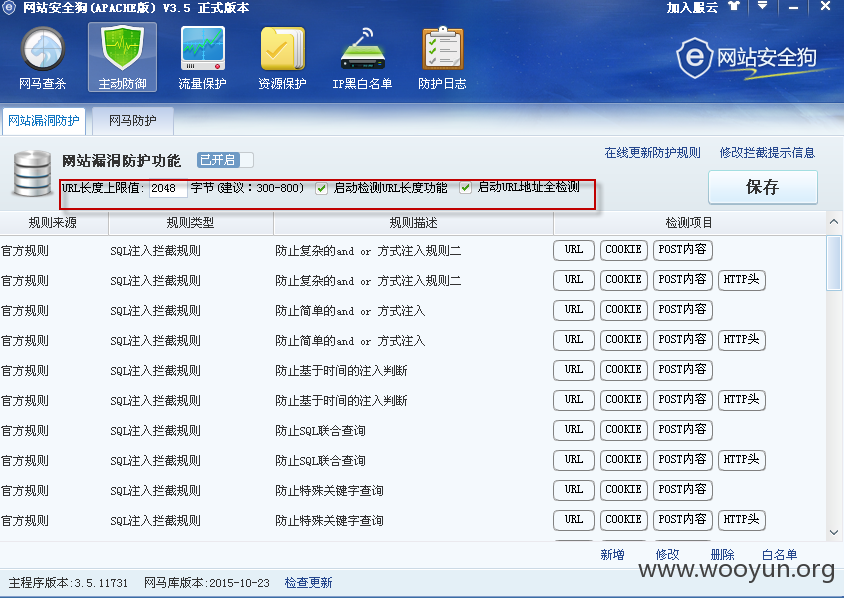 网站安全狗(APACHE版) V3.5 正式版本 加入服云
网马查杀 主动防御 流量保护 资源保护 IP黑白名单 防护日志 网站安全狗
网站漏洞防护 网马防护
网站漏洞防护功能 已开启 在线更新防护规则 修改拦截提示信息
URL长度上限值: 2048 字节(建议：300-800) 启动检测URL长度功能 启动URL地址全检测 保存
规则来源 规则类型 规则描述 检测项目
官方规则 SQL注入拦截规则 防止复杂的and or 方式注入规则二 URL COOKIE POST内容
官方规则 SQL注入拦截规则 防止复杂的and or 方式注入规则二 URL COOKIE POST内容 HTTP头
官方规则 SQL注入拦截规则 防止简单的and or 方式注入 URL COOKIE POST内容
官方规则 SQL注入拦截规则 防止简单的and or 方式注入 URL COOKIE POST内容 HTTP头
官方规则 SQL注入拦截规则 防止基于时间的注入判断 URL COOKIE POST内容
官方规则 SQL注入拦截规则 防止基于时间的注入判断 URL COOKIE POST内容 HTTP头
官方规则 SQL注入拦截规则 防止SQL联合查询 URL COOKIE POST内容
官方规则 SQL注入拦截规则 防止SQL联合查询 URL COOKIE POST内容 HTTP头
官方规则 SQL注入拦截规则 防止特殊关键字查询 URL COOKIE POST内容
官方规则 SQL注入拦截规则 防止特殊关键字查询 URL COOKIE POST内容 HTTP头
新增 修改 删除 白名单
www.wooyun.org
主程序版本:3.5.11731 网马库版本:2015-10-23 检查更新